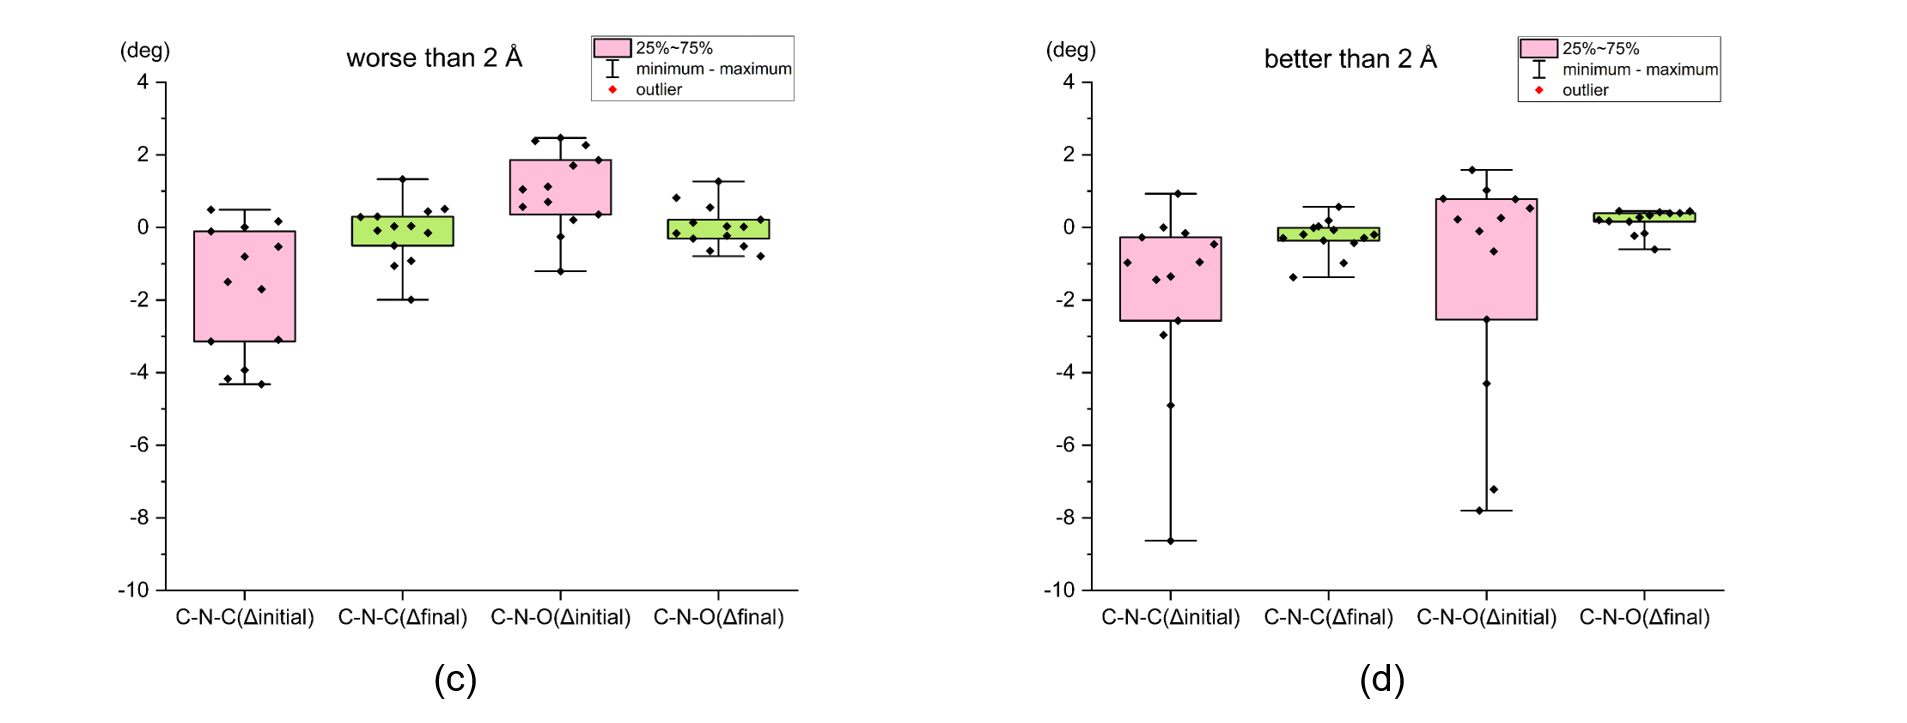 (deg)
worse than 2 Å
25%~75%
minimum - maximum
outlier
4
2
0
-2
-4
-6
-8
-10
C-N-C(Δinitial)
C-N-C(Δfinal)
C-N-O(Δinitial)
C-N-O(Δfinal)
(c)
(deg)
better than 2 Å
25%~75%
minimum - maximum
outlier
4
2
0
-2
-4
-6
-8
-10
C-N-C(Δinitial)
C-N-C(Δfinal)
C-N-O(Δinitial)
C-N-O(Δfinal)
(d)